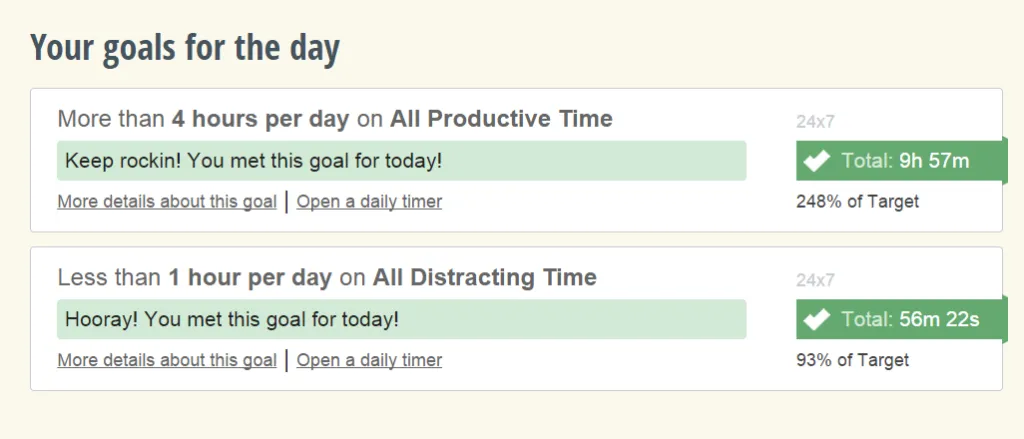 Your goals for the day
More than 4 hours per day on All Productive Time
24x7
Keep rockin! You met this goal for today!
Total: 9h 57m
More details about this goal | Open a daily timer
248% of Target
Less than 1 hour per day on All Distracting Time
24x7
Hooray! You met this goal for today!
Total: 56m 22s
More details about this goal | Open a daily timer
93% of Target